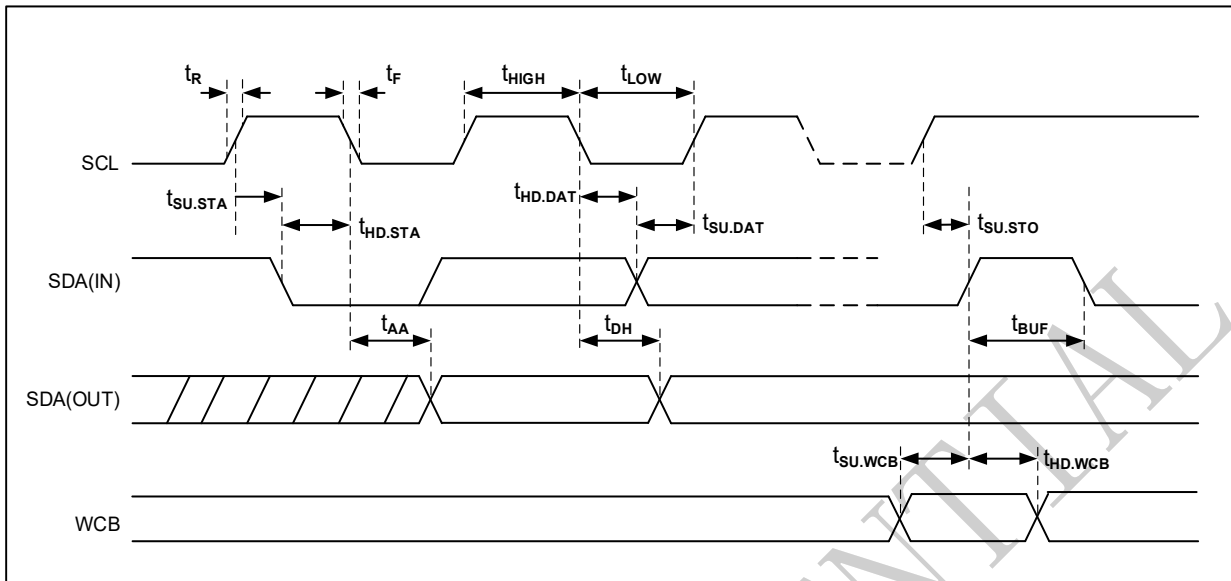 tR tF tHIGH tLOW
SCL
tSU.STA tHD.STA tHD.DAT tSU.DAT tSU.STO
SDA(IN)
tAA tDH tBUF
SDA(OUT)
tSU.WCB tHD.WCB
WCB